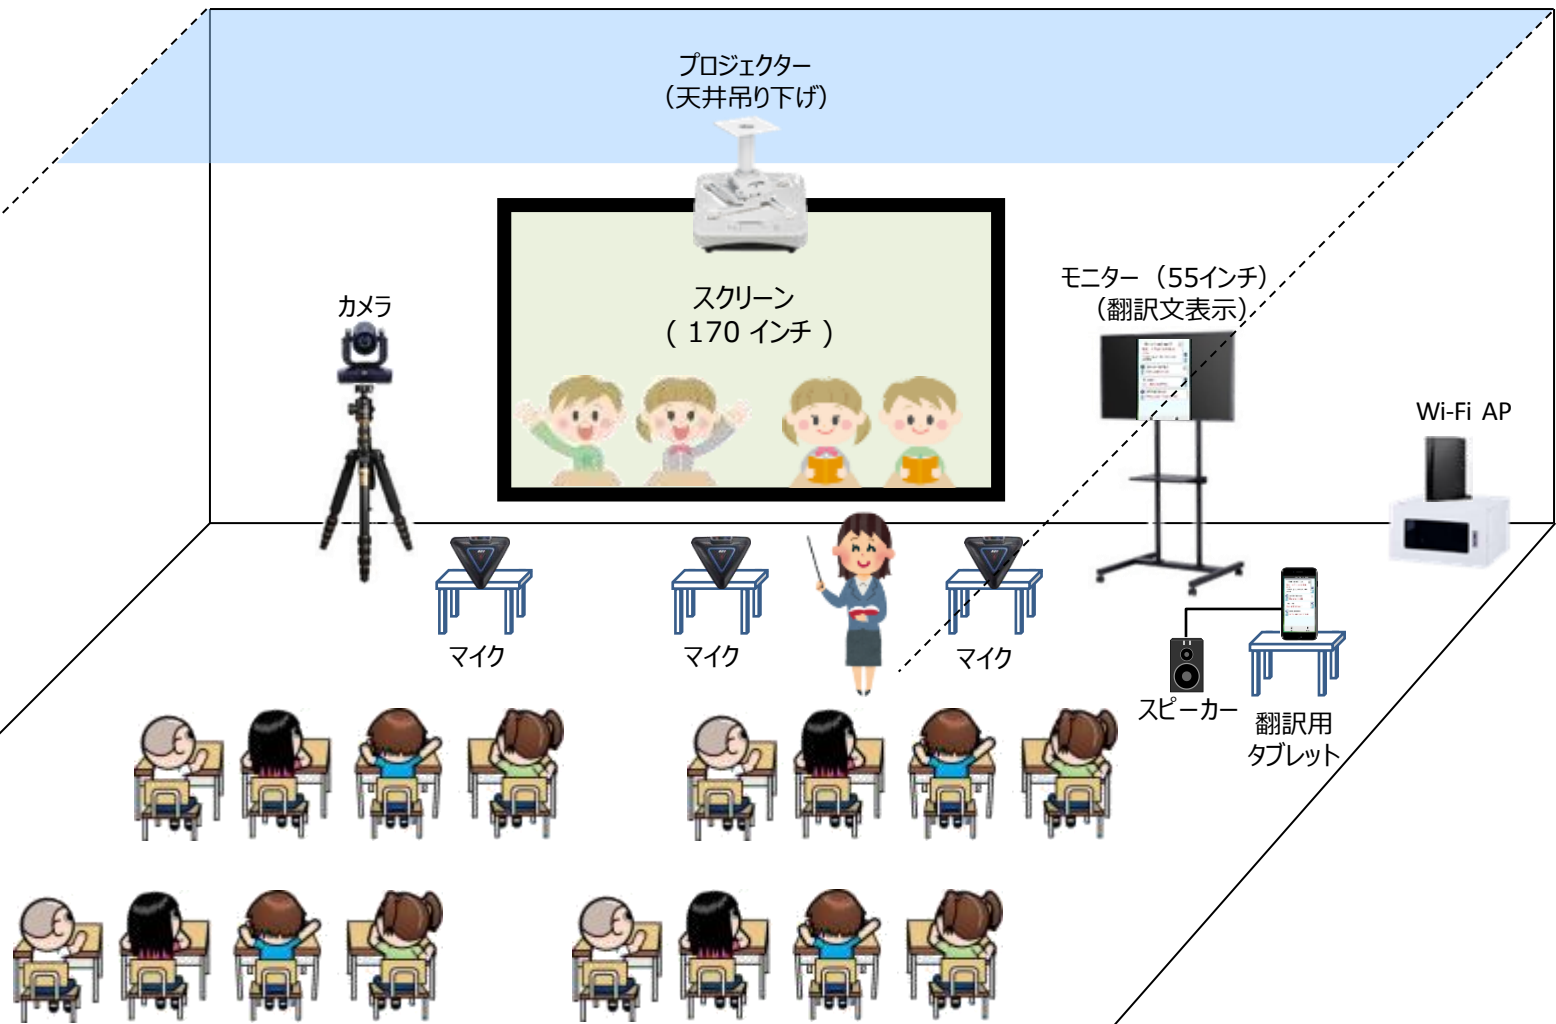 プロジェクター
（天井吊り下げ）
カメラ
スクリーン
( 170 インチ )
モニター（55インチ）
（翻訳文表示）
Wi-Fi AP
マイク
マイク
マイク
スピーカー
翻訳用
タブレット